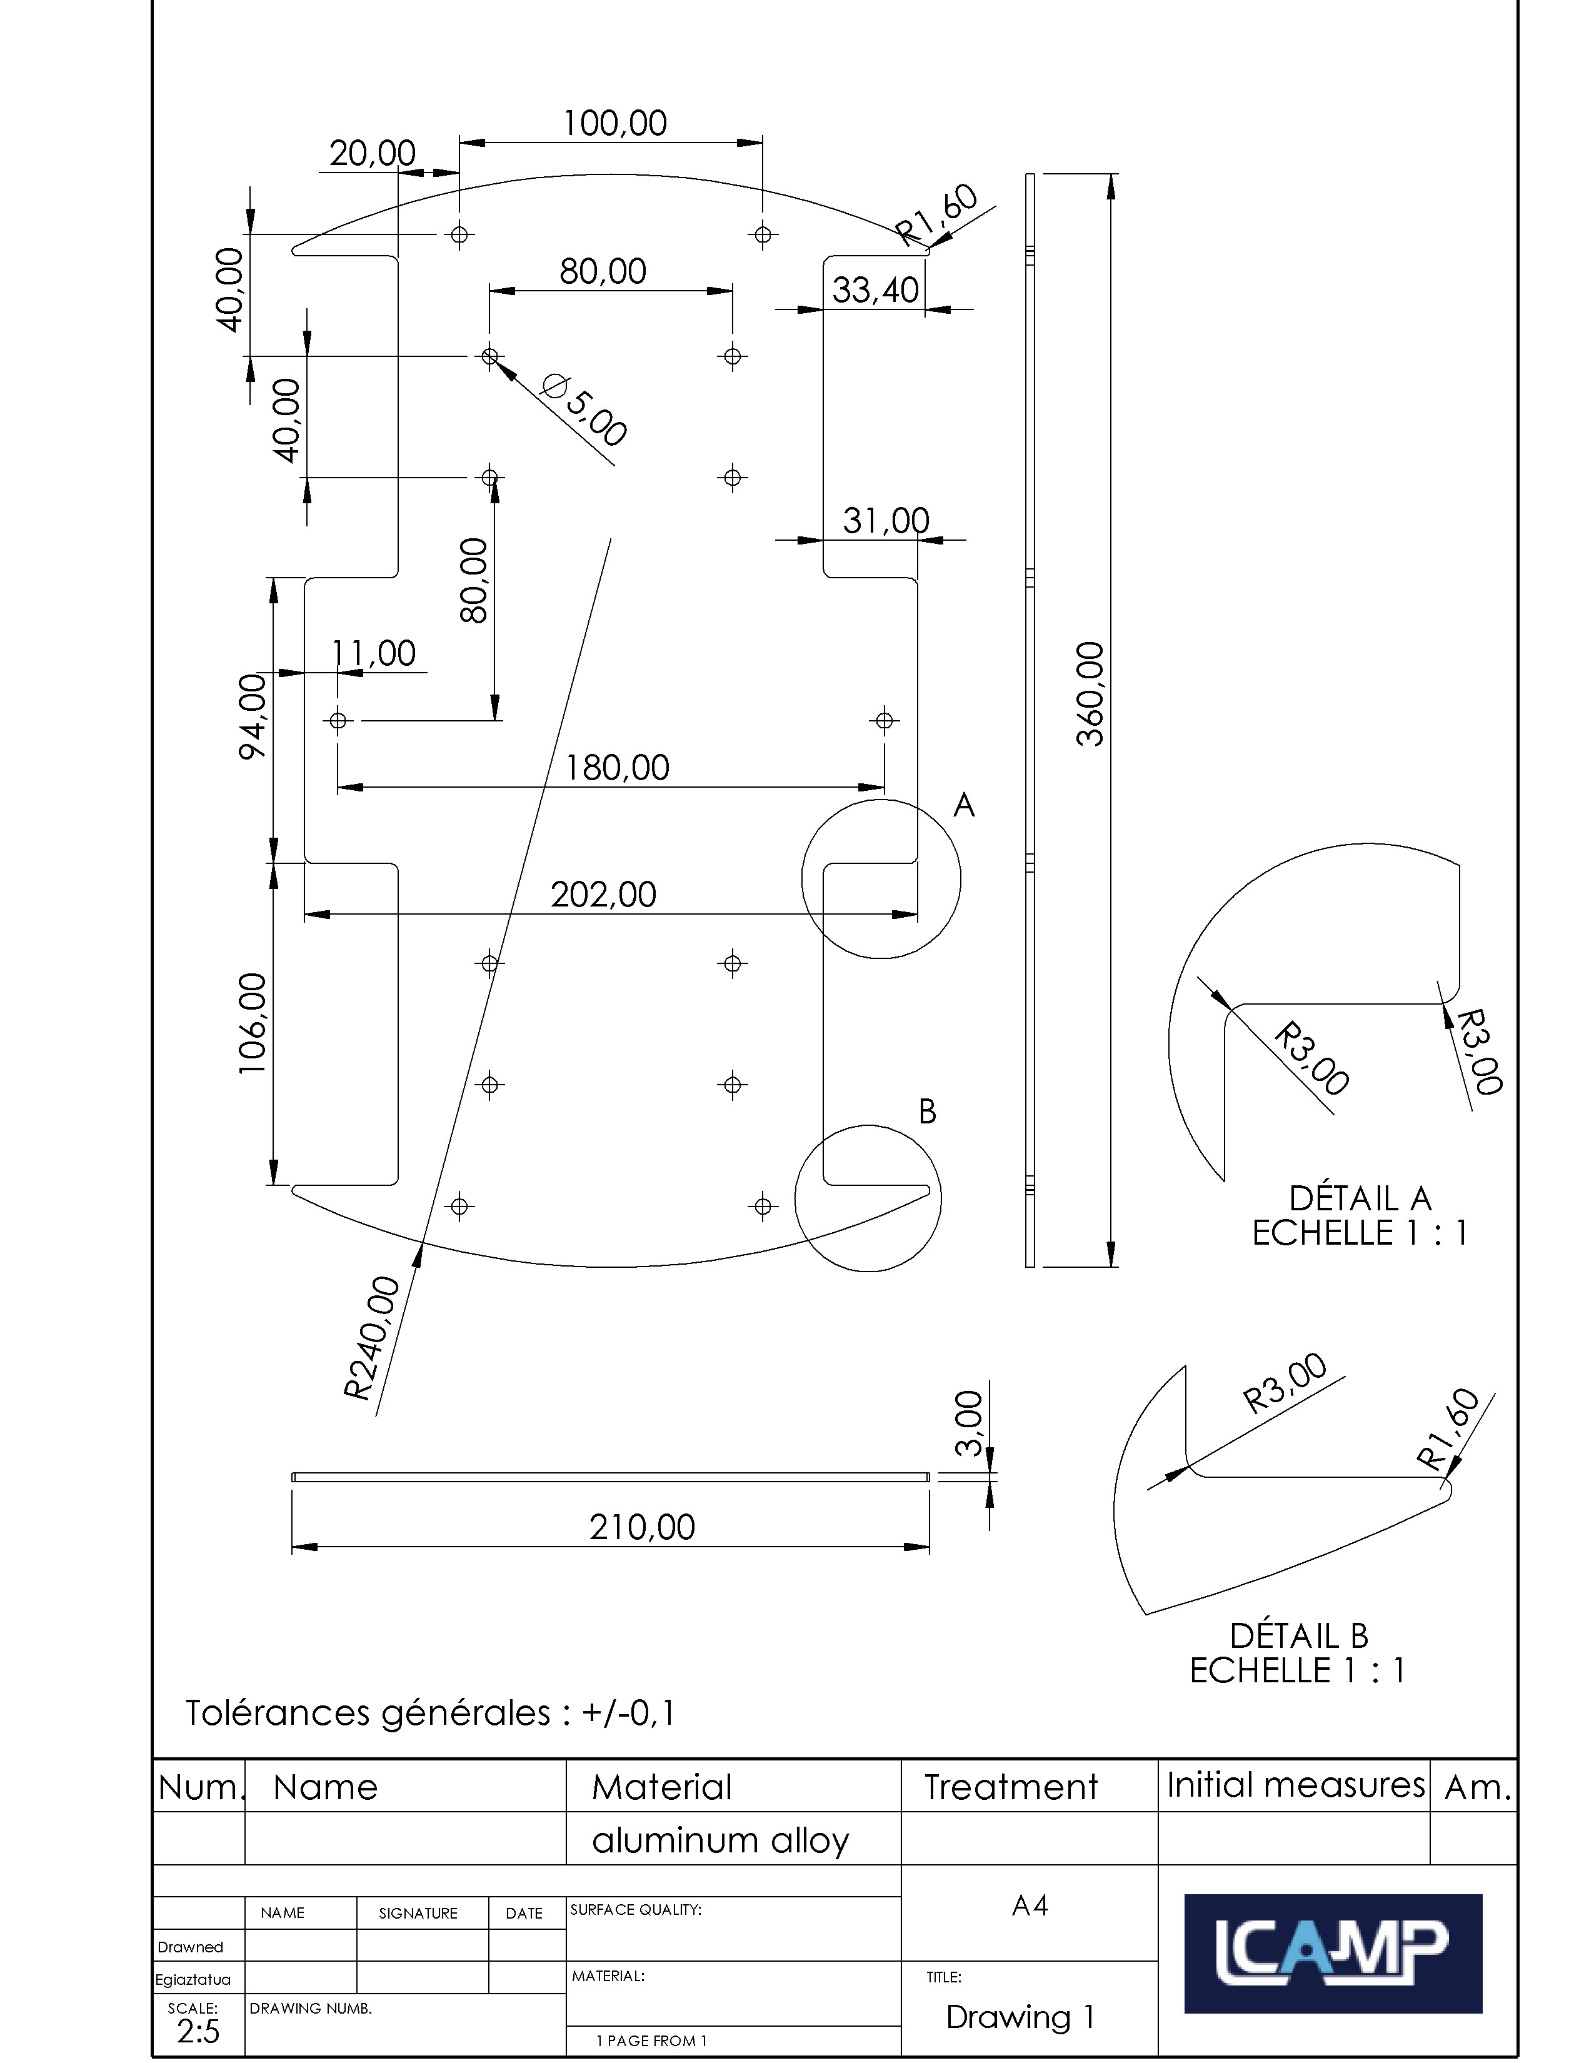 100,00
20,00
R1,60
40,00
80,00
33,40
Ø 5,00
40,00
31,00
80,00
11,00
94,00
360,00
180,00
A
202,00
106,00
R3,00
R3,00
B
DÉTAIL A
ECHELLE 1 : 1
R240,00
R3,00
R1,60
3,00
210,00
DÉTAIL B
ECHELLE 1 : 1
Tolérances générales : +/-0,1
Num. Name Material Treatment Initial measures Am.
aluminum alloy
A4
NAME SIGNATURE DATE SURFACE QUALITY:
Drawned
Egiaztatua MATERIAL: TITLE:
SCALE: DRAWING NUMB.
2:5
Drawing 1
1 PAGE FROM 1
LCAMP